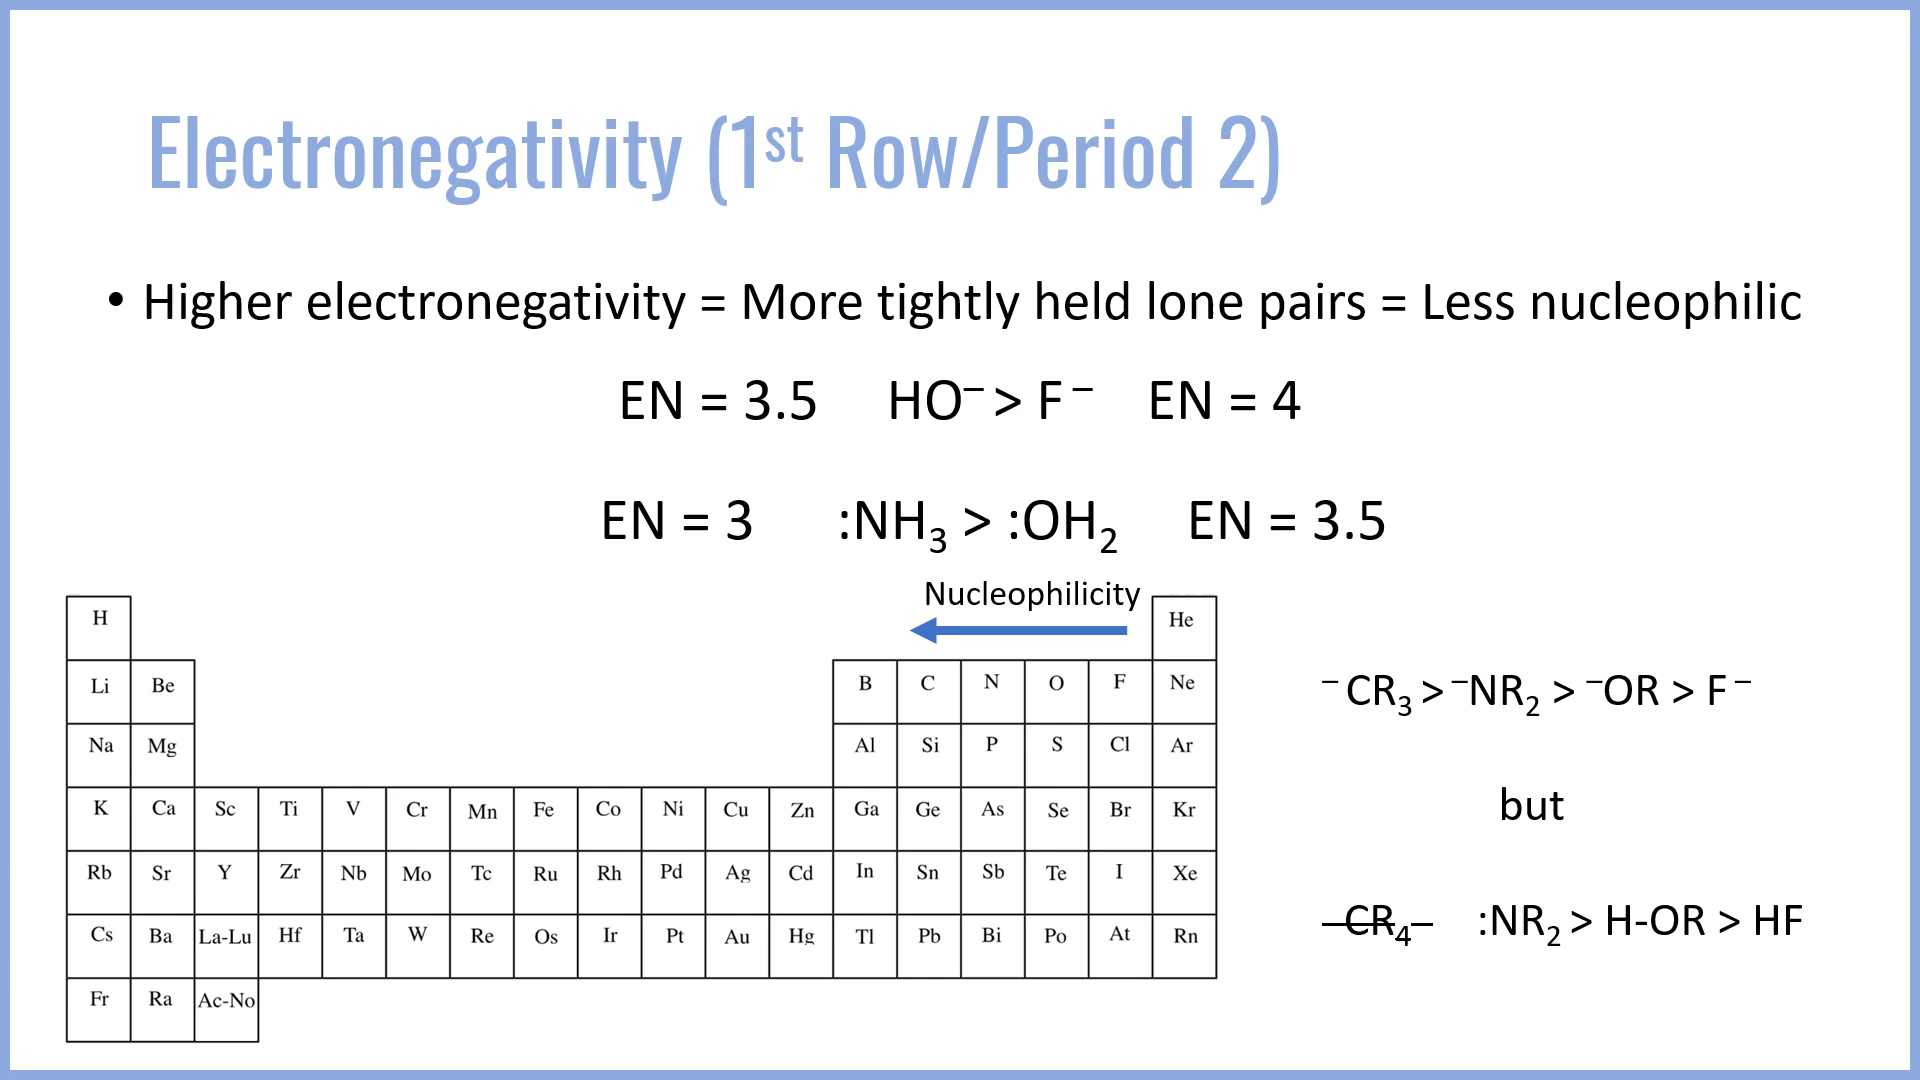 Electronegativity (1st Row/Period 2)
• Higher electronegativity = More tightly held lone pairs = Less nucleophilic
EN = 3.5 HO⁻ > F⁻ EN = 4
EN = 3 :NH₃ > :OH₂ EN = 3.5
Nucleophilicity
H He
Li Be B C N O F Ne
Na Mg Al Si P S Cl Ar
K Ca Sc Ti V Cr Mn Fe Co Ni Cu Zn Ga Ge As Se Br Kr
Rb Sr Y Zr Nb Mo Tc Ru Rh Pd Ag Cd In Sn Sb Te I Xe
Cs Ba La-Lu Hf Ta W Re Os Ir Pt Au Hg Tl Pb Bi Po At Rn
Fr Ra Ac-No
⁻CR₃ > ⁻NR₂ > ⁻OR > F⁻
but
CR₄ :NR₂ > H-OR > HF